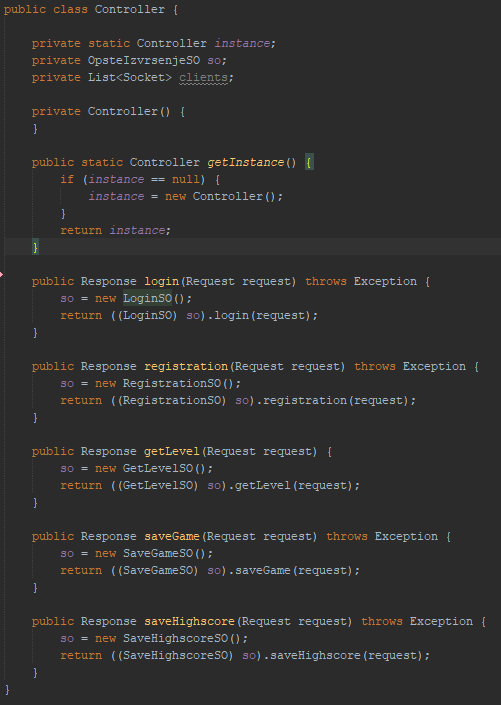 public class Controller {
private static Controller instance;
private OpsteIzvrsenjeSO so;
private List<Socket> clients;
private Controller() {
}
public static Controller getInstance() {
if (instance == null) {
instance = new Controller();
}
return instance;
}
public Response login(Request request) throws Exception {
so = new LoginSO();
return ((LoginSO) so).login(request);
}
public Response registration(Request request) throws Exception {
so = new RegistrationSO();
return ((RegistrationSO) so).registration(request);
}
public Response getLevel(Request request) {
so = new GetLevelSO();
return ((GetLevelSO) so).getLevel(request);
}
public Response saveGame(Request request) throws Exception {
so = new SaveGameSO();
return ((SaveGameSO) so).saveGame(request);
}
public Response saveHighscore(Request request) throws Exception {
so = new SaveHighscoreSO();
return ((SaveHighscoreSO) so).saveHighscore(request);
}
}